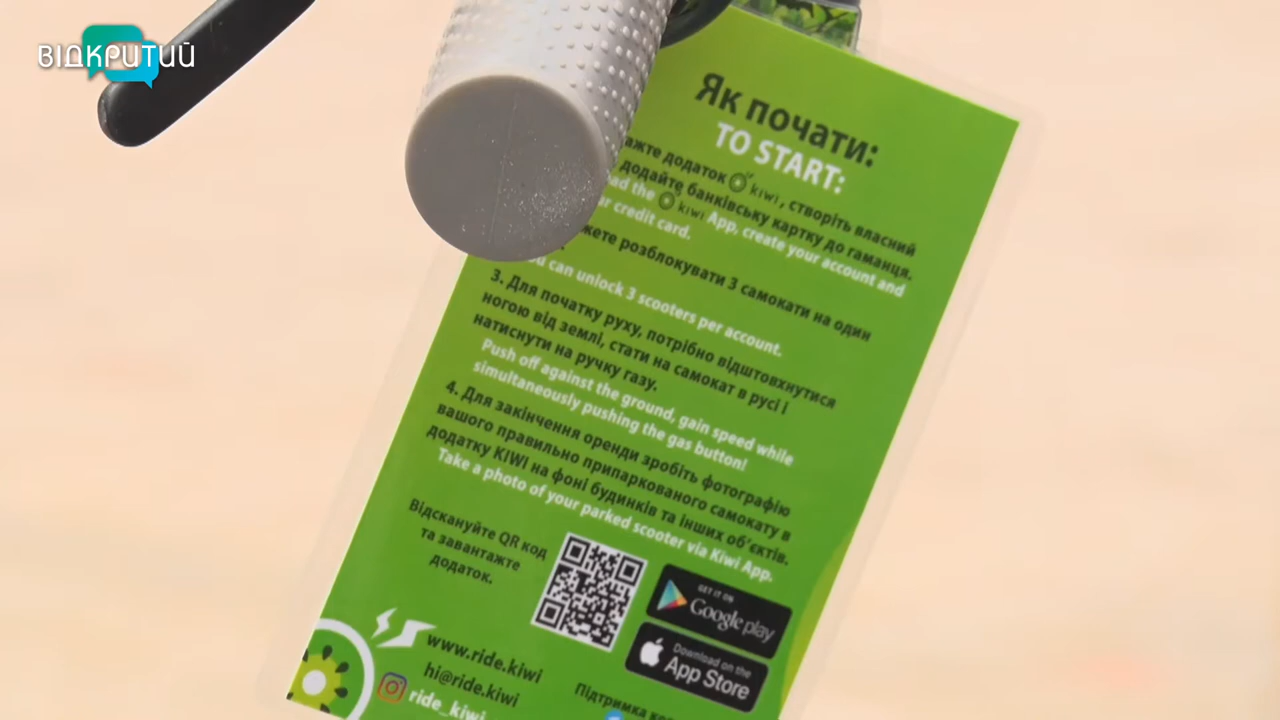 ВІДКРИТИЙ
Як почати:
TO START:
додаток kiwi, створіть власний
додайте банківську картку до гаманця.
the kiwi App, create your account and
credit card.
розблокувати 3 самокати на один
can unlock 3 scooters per account.
3. Для початку руху, потрібно відштовхнутися
ногою від землі, стати на самокат в русі і
натиснути на ручку газу.
Push off against the ground, gain speed while
simultaneously pushing the gas button!
4. Для закінчення оренди зробіть фотографію
вашого правильно припаркованого самокату в
додатку KIWI на фоні будинків та інших об'єктів.
Take a photo of your parked scooter via Kiwi App.
Відскануйте QR код
та завантажте
додаток.
GET IT ON
Google play
Download on the
App Store
www.ride.kiwi
hi@ride.kiwi
ride_kiwi
Підтримка